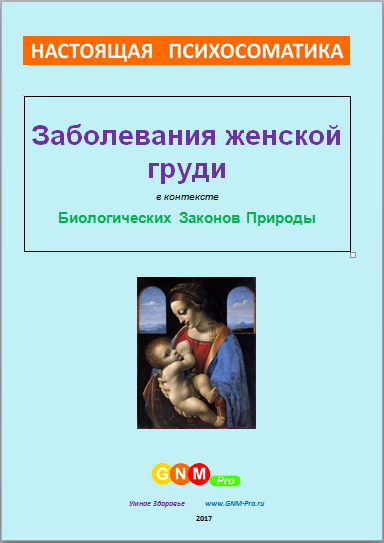 НАСТОЯЩАЯ ПСИХОСОМАТИКА
Заболевания женской
груди
в контексте
Биологических Законов Природы
GNM Pro
Умное Здоровье www.GNM-Pro.ru
2017